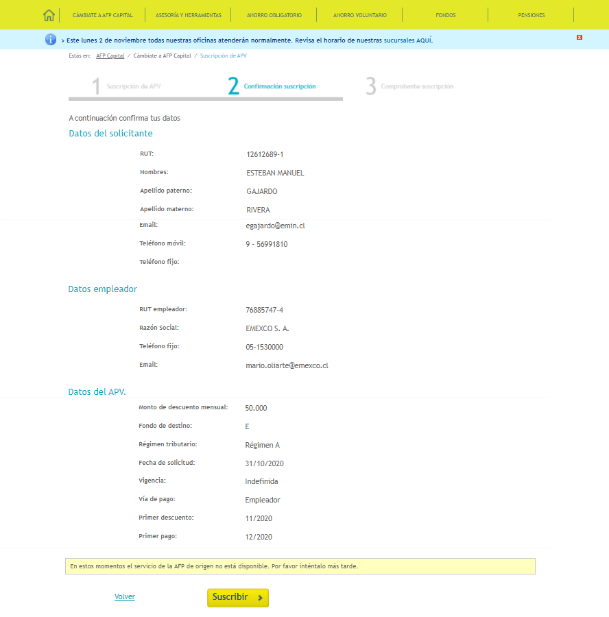 CÁMBIATE A AFP CAPITAL
ASESORÍA Y HERRAMIENTAS
AHORRO OBLIGATORIO
AHORRO VOLUNTARIO
FONDOS
PENSIONES
> Este lunes 2 de noviembre todas nuestras oficinas atenderán normalmente. Revisa el horario de nuestras sucursales AQUÍ.
Estás en: AFP Capital / Cámbiate a AFP Capital / Suscripción de APV
1 Suscripción de APV
2 Confirmación suscripción
3 Comprobante suscripción
A continuación confirma tus datos
Datos del solicitante
RUT: 12612689-1
Nombres: ESTEBAN MANUEL
Apellido paterno: GAJARDO
Apellido materno: RIVERA
Email: egajardo@emin.cl
Teléfono móvil: 9 - 56991810
Teléfono fijo:
Datos empleador
RUT empleador: 76885747-4
Razón Social: EMEXCO S. A.
Teléfono fijo: 05-1530000
Email: mario.oliarte@emexco.cl
Datos del APV.
Monto de descuento mensual: 50.000
Fondo de destino: E
Régimen tributario: Régimen A
Fecha de solicitud: 31/10/2020
Vigencia: Indefinida
Vía de pago: Empleador
Primer descuento: 11/2020
Primer pago: 12/2020
En estos momentos el servicio de la AFP de origen no está disponible. Por favor inténtalo más tarde.
Volver
Suscribir